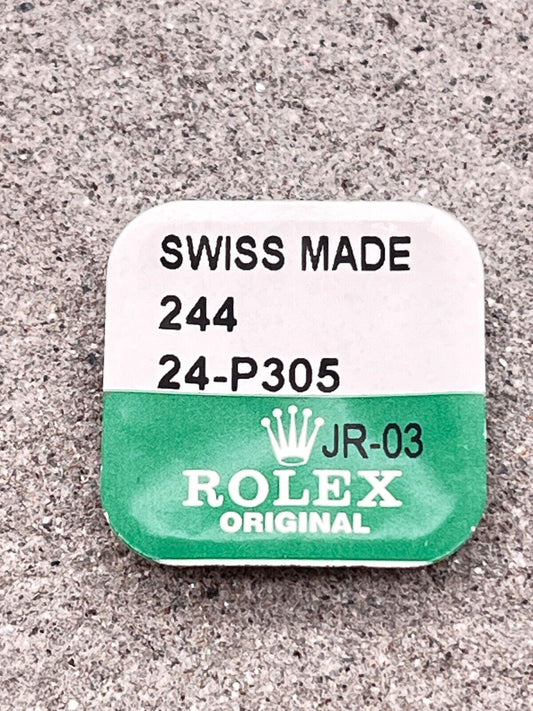 SWISS MADE
244
24-P305
JR-03
ROLEX
ORIGINAL